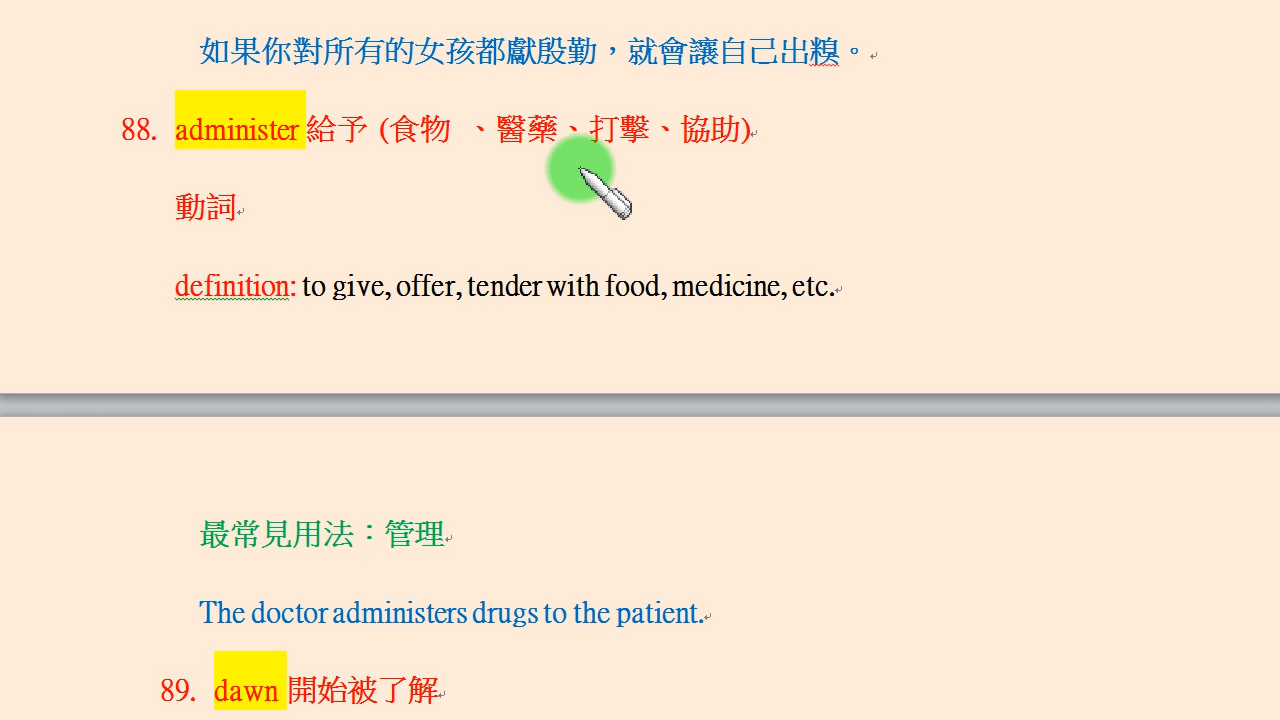 如果你對所有的女孩都獻殷勤，就會讓自己出糗。
88. administer 給予 (食物 、醫藥、打擊、協助)
動詞
definition: to give, offer, tender with food, medicine, etc.
最常見用法：管理
The doctor administers drugs to the patient.
89. dawn 開始被了解